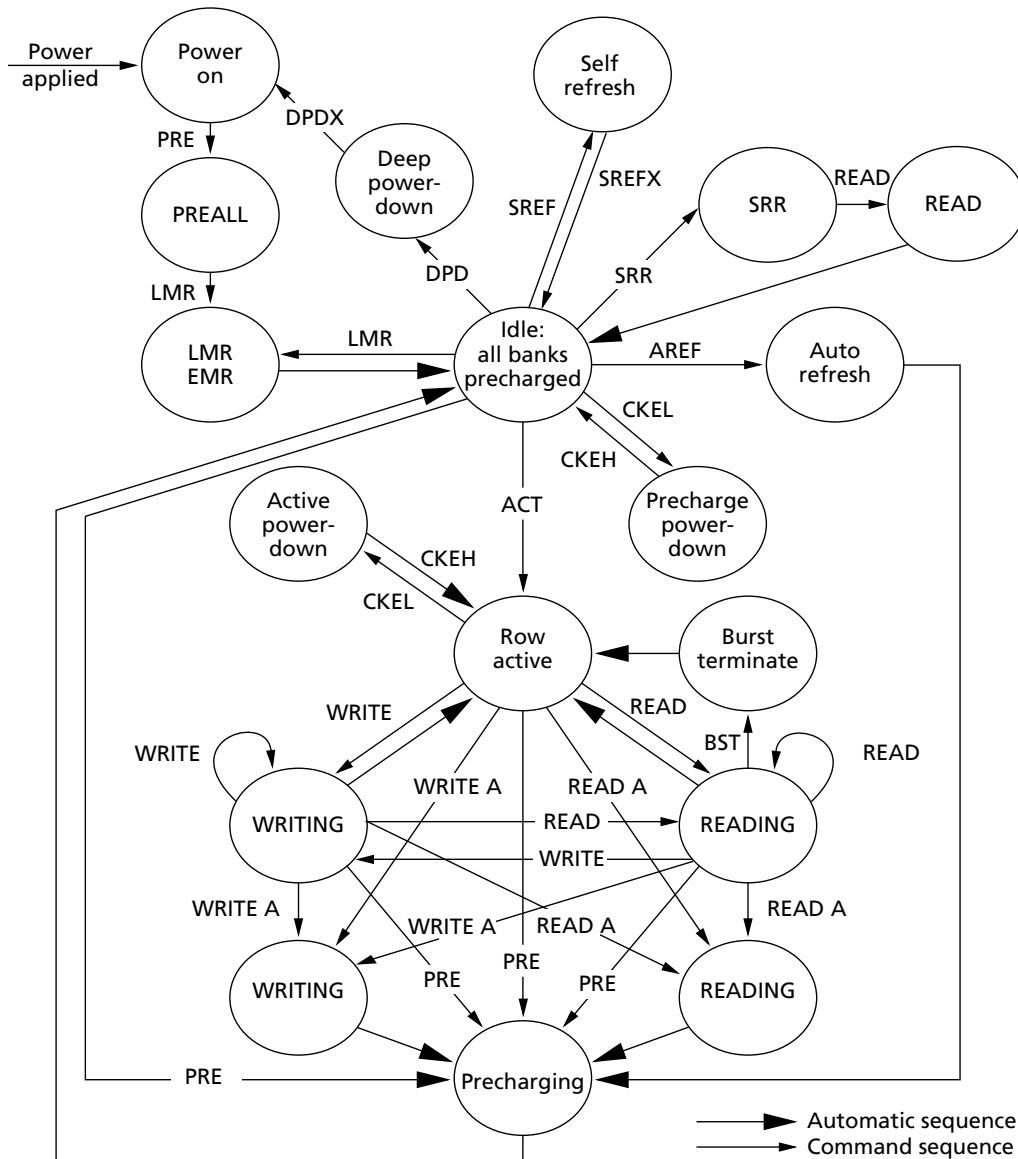 Power
applied
Power
on
Self
refresh
DPDX
PRE
Deep
power-
down
SREFX
READ
PREALL
SREF
SRR
READ
DPD
SRR
LMR
LMR
EMR
LMR
Idle:
all banks
precharged
AREF
Auto
refresh
CKEL
CKEH
Active
power-
down
ACT
Precharge
power-
down
CKEH
CKEL
Row
active
Burst
terminate
WRITE
READ
WRITE
BST
READ
WRITE A
READ A
WRITING
READ
READING
WRITE
WRITE A
WRITE A
READ A
READ A
WRITING
PRE
PRE
PRE
READING
PRE
Precharging
Automatic sequence
Command sequence